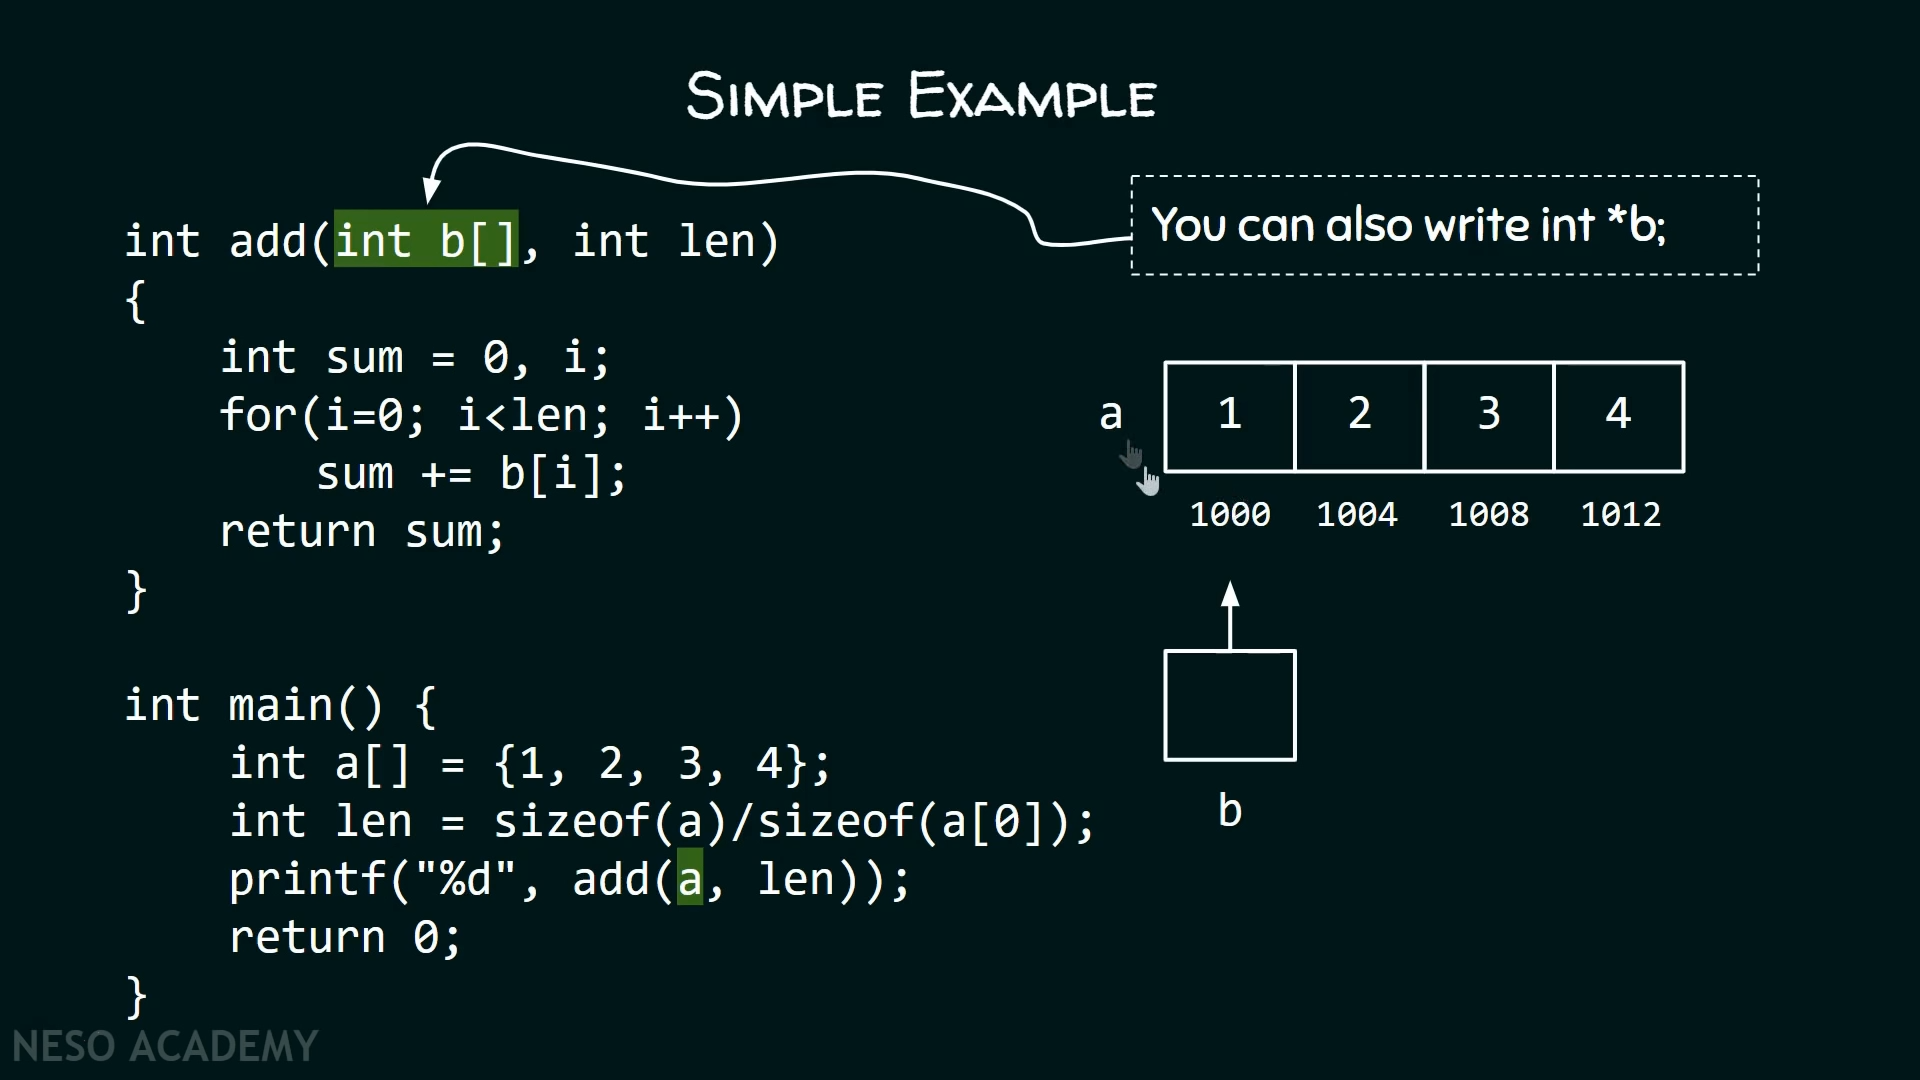 SIMPLE EXAMPLE
You can also write int *b;
int add(int b[], int len)
{
int sum = 0, i;
for(i=0; i<len; i++)
sum += b[i];
return sum;
}
int main() {
int a[] = {1, 2, 3, 4};
int len = sizeof(a)/sizeof(a[0]);
printf("%d", add(a, len));
return 0;
}
a 1 2 3 4
1000 1004 1008 1012
b
NESO ACADEMY